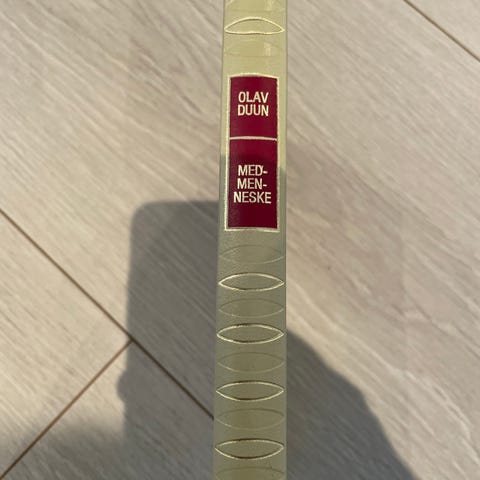 OLAV
DUUN
MED-
MEN-
NESKE